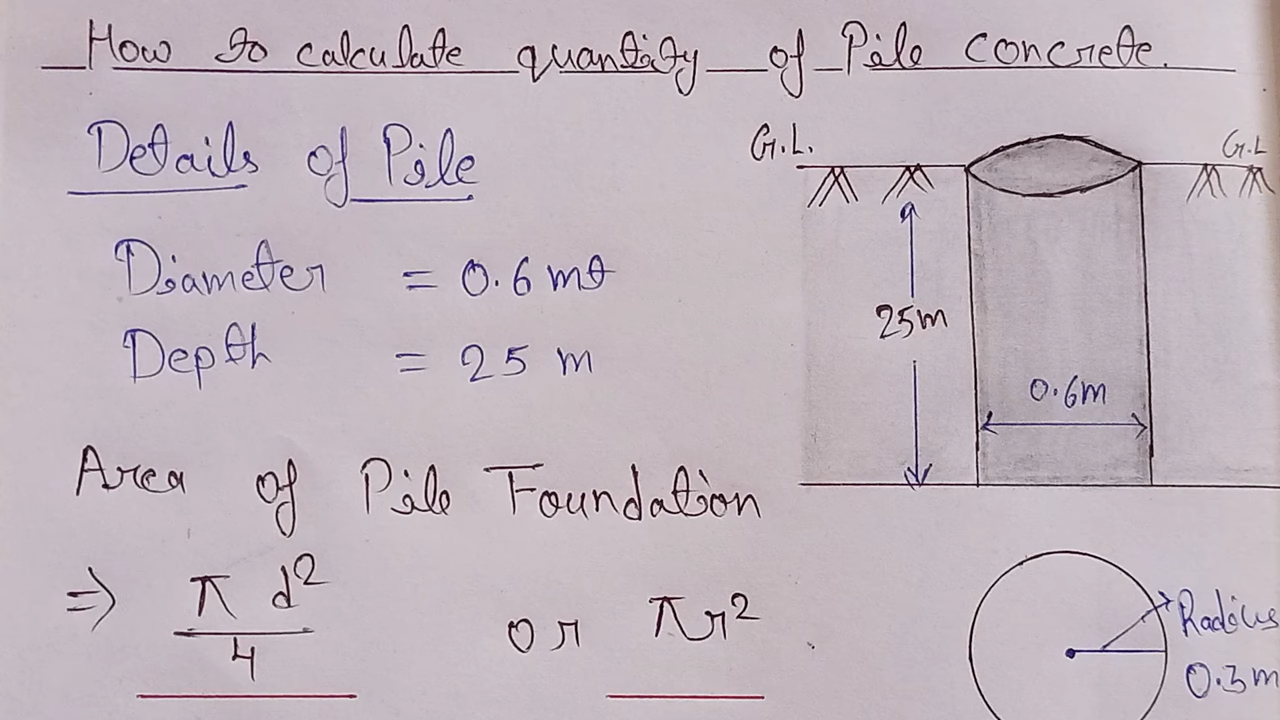 How to calculate quantity of Pile concrete.
Details of Pile
Diameter = 0.6 mt
Depth = 25 m
Area of Pile Foundation
⇒ π d²/4 or πr²
G.L.
G.L
25m
0.6m
Radius
0.3m